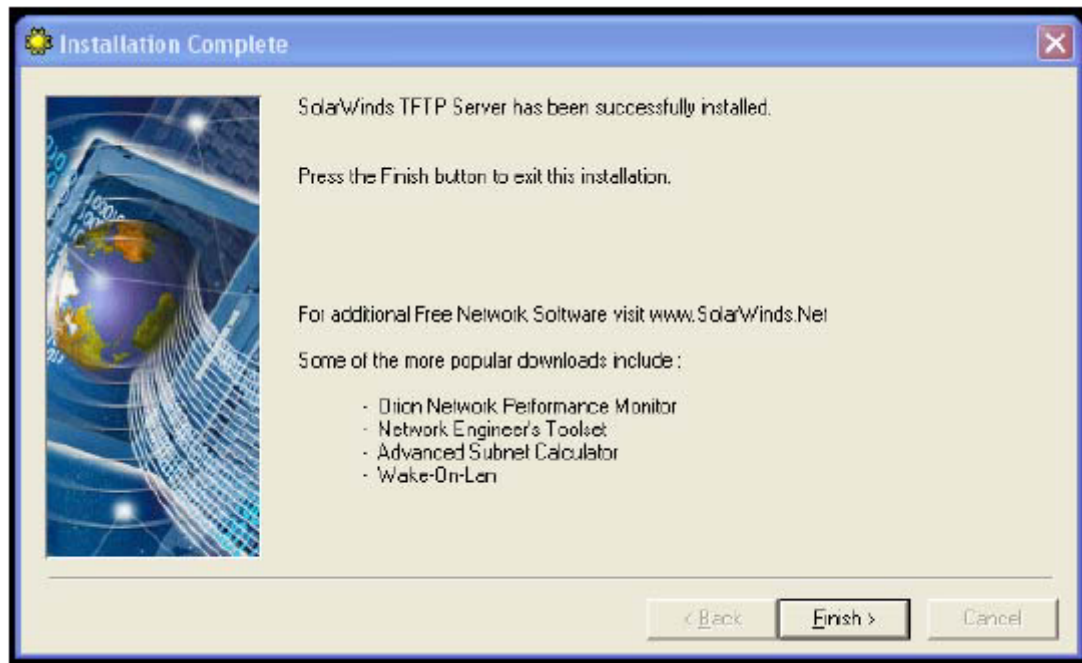 Installation Complete
SolarWinds TFTP Server has been successfully installed.
Press the Finish button to exit this installation.
For additional Free Network Software visit www.SolarWinds.Net
Some of the more popular downloads include :
- Orion Network Performance Monitor
- Network Engineer's Toolset
- Advanced Subnet Calculator
- Wake-On-Lan
< Back
Finish >
Cancel